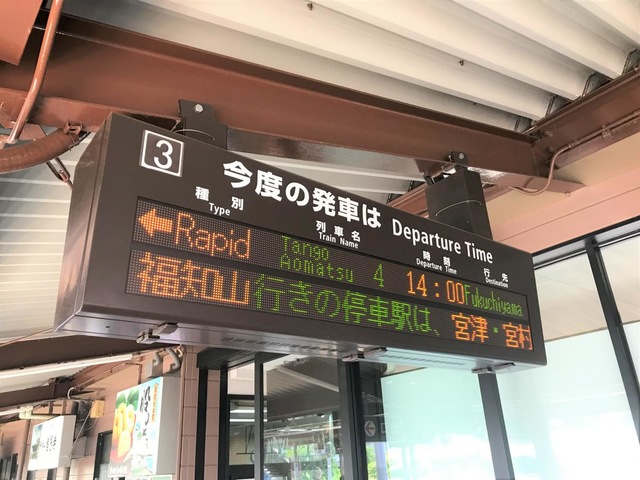 3
今度の発車は Departure Time
種別 列車名 時刻 行先
Type Train Name Departure Time Destination
←Rapid Tango Aomatsu 4 14:00 Fukuchiyama
福知山行きの停車駅は、宮津・宮村